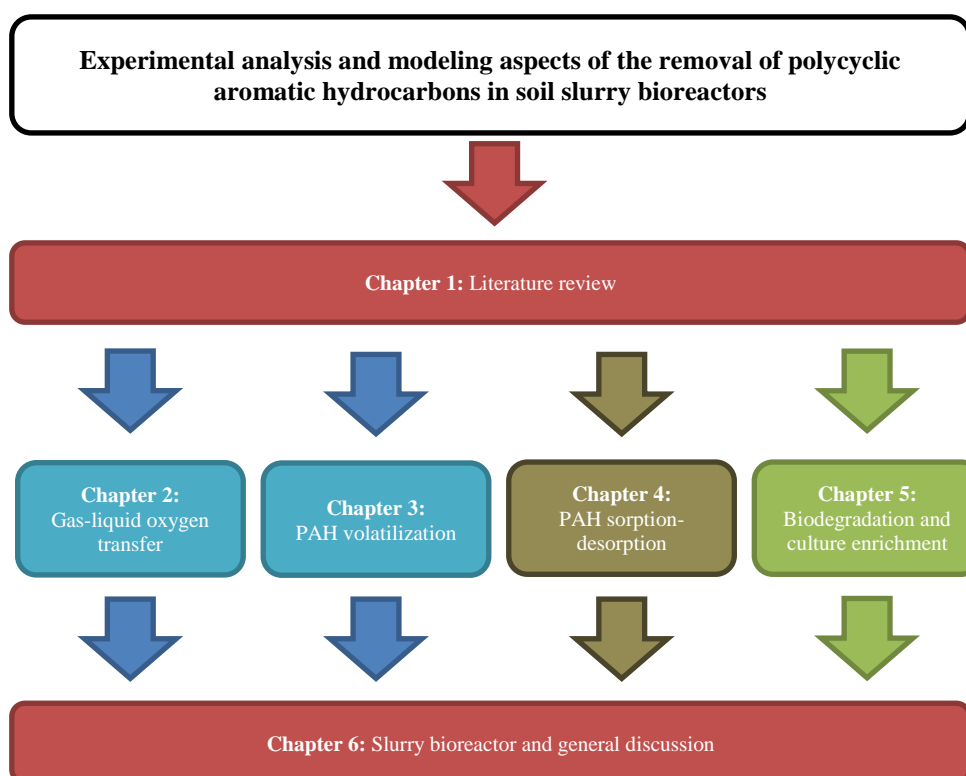 Experimental analysis and modeling aspects of the removal of polycyclic
aromatic hydrocarbons in soil slurry bioreactors
Chapter 1: Literature review
Chapter 2:
Gas-liquid oxygen
transfer
Chapter 3:
PAH volatilization
Chapter 4:
PAH sorption-
desorption
Chapter 5:
Biodegradation and
culture enrichment
Chapter 6: Slurry bioreactor and general discussion